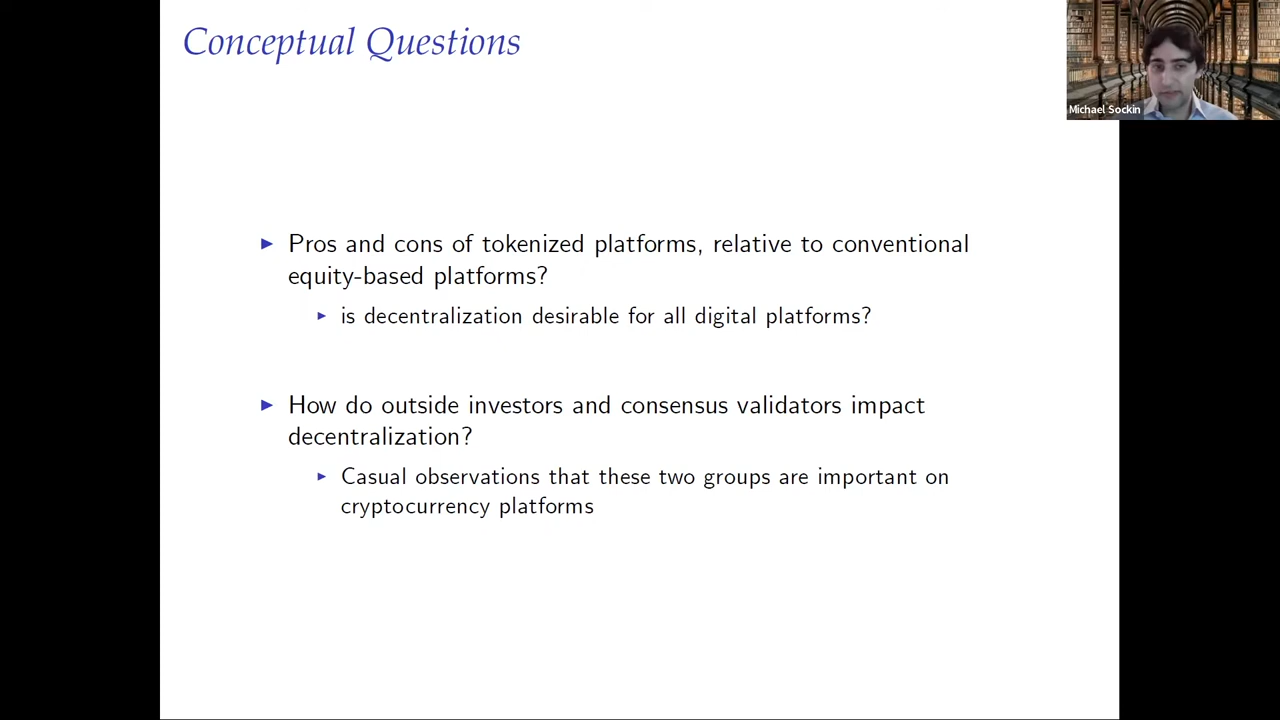 Conceptual Questions
Michael Sockin
▶ Pros and cons of tokenized platforms, relative to conventional
equity-based platforms?
▶ is decentralization desirable for all digital platforms?
▶ How do outside investors and consensus validators impact
decentralization?
▶ Casual observations that these two groups are important on
cryptocurrency platforms